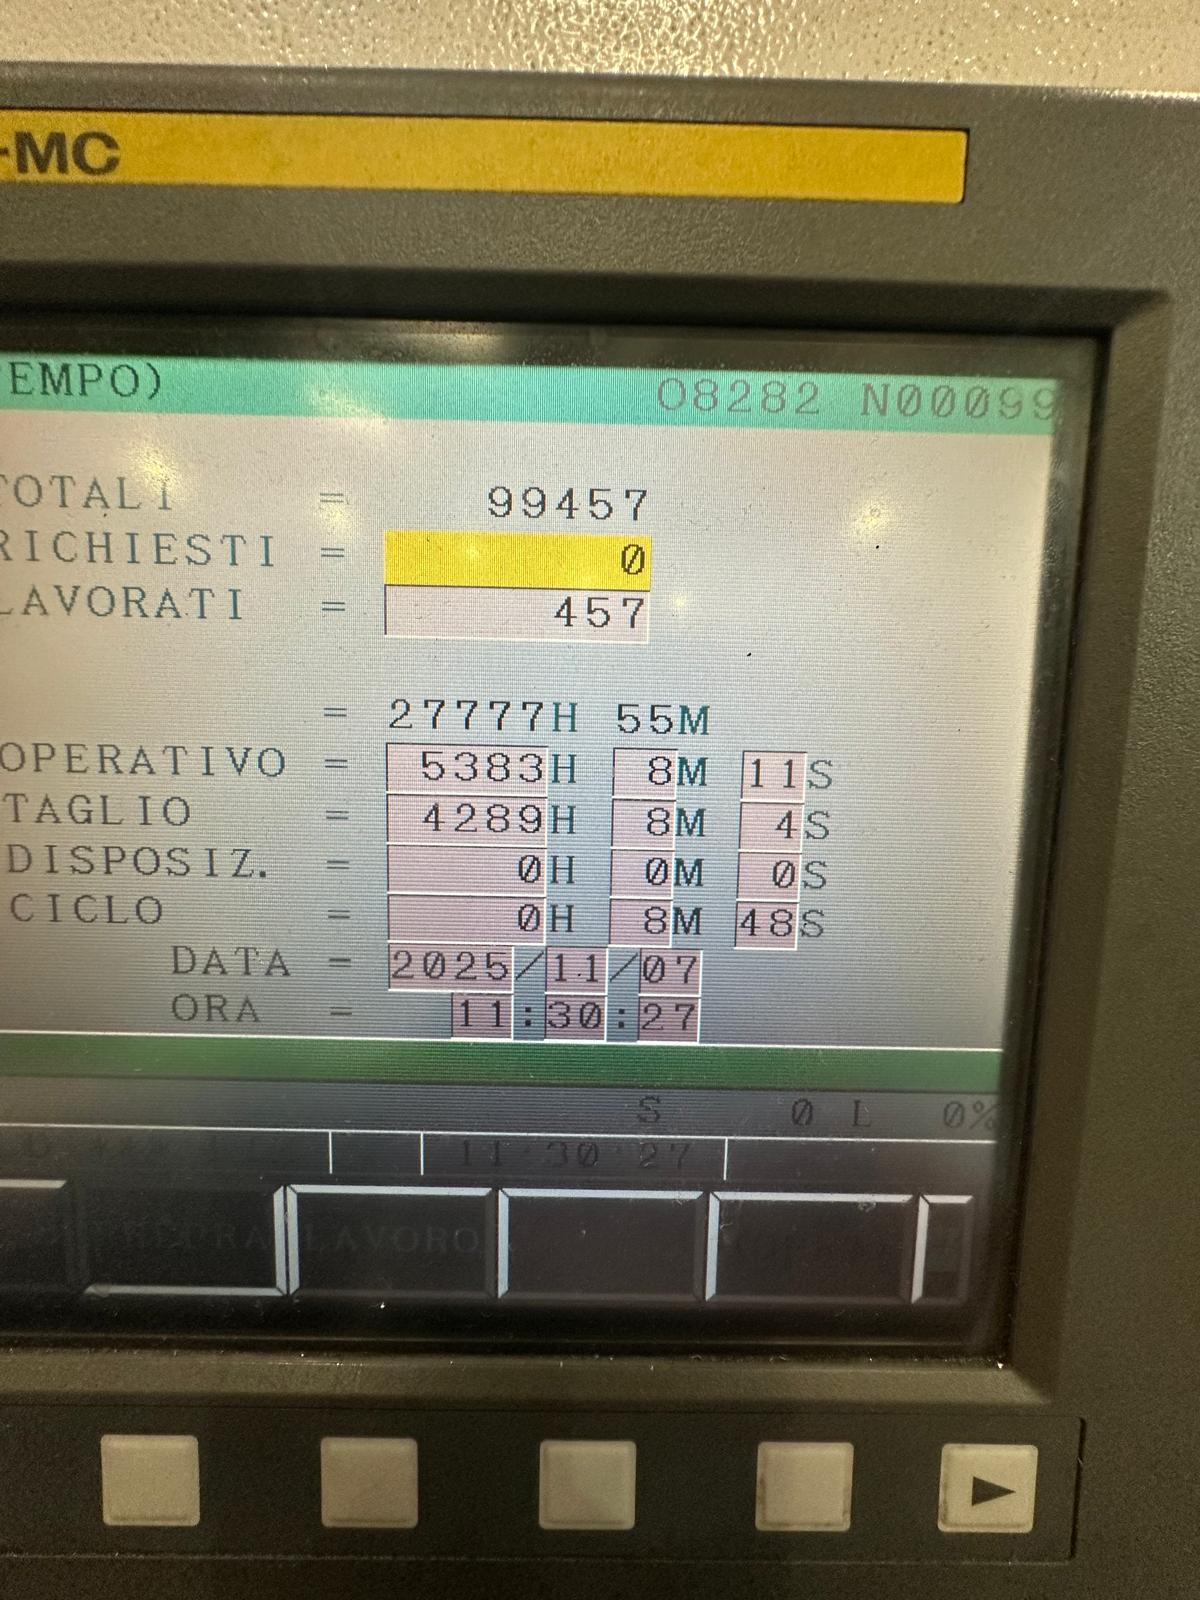 -MC
EMPO) O8282 N00099
TOTALI = 99457
RICHIESTI = 0
LAVORATI = 457
= 27777H 55M
OPERATIVO = 5383H 8M 11S
TAGLIO = 4289H 8M 4S
DISPOSIZ. = 0H 0M 0S
CICLO = 0H 8M 48S
DATA = 2025/11/07
ORA = 11:30:27
S 0 L 0%
11:30:27
LAVORO